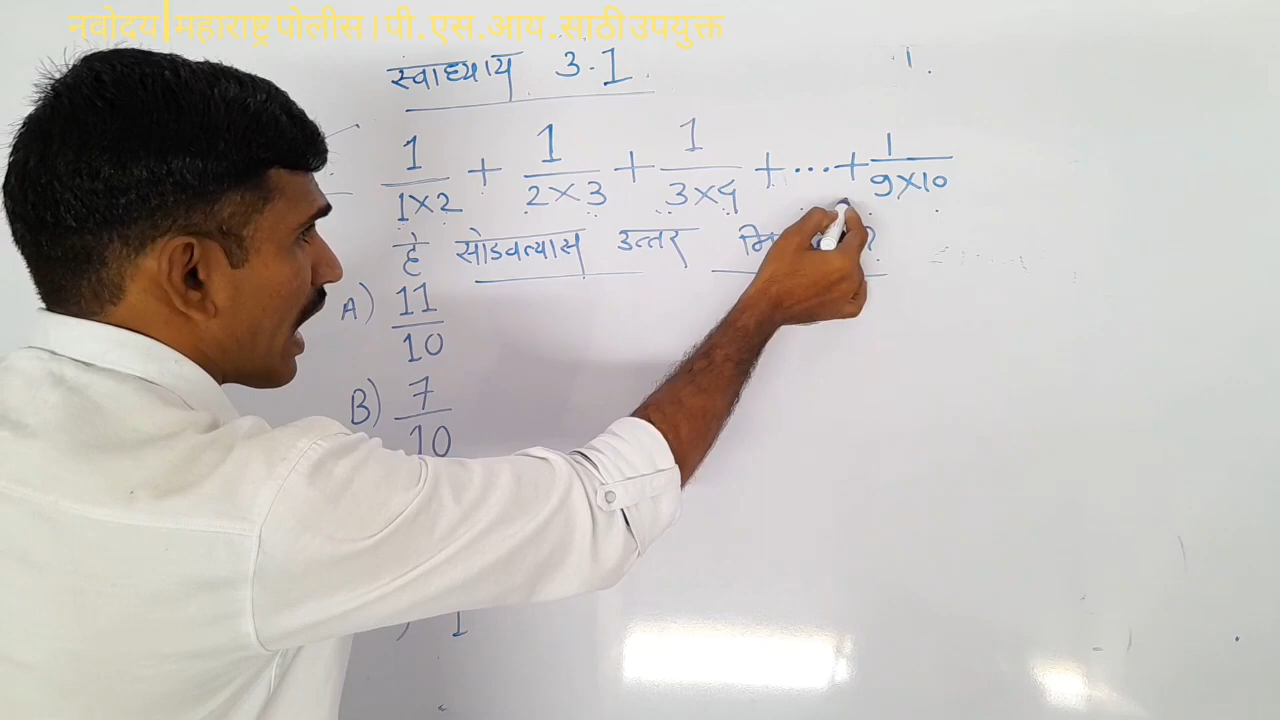 नवोदय|महाराष्ट्र पोलीस।पी.एस.आय.साठी उपयुक्त
स्वाध्याय 3.1
1/1×2 + 1/2×3 + 1/3×4 + ... + 1/9×10
हे सोडवल्यास उत्तर ?
A) 11/10
B) 7/10
) 1